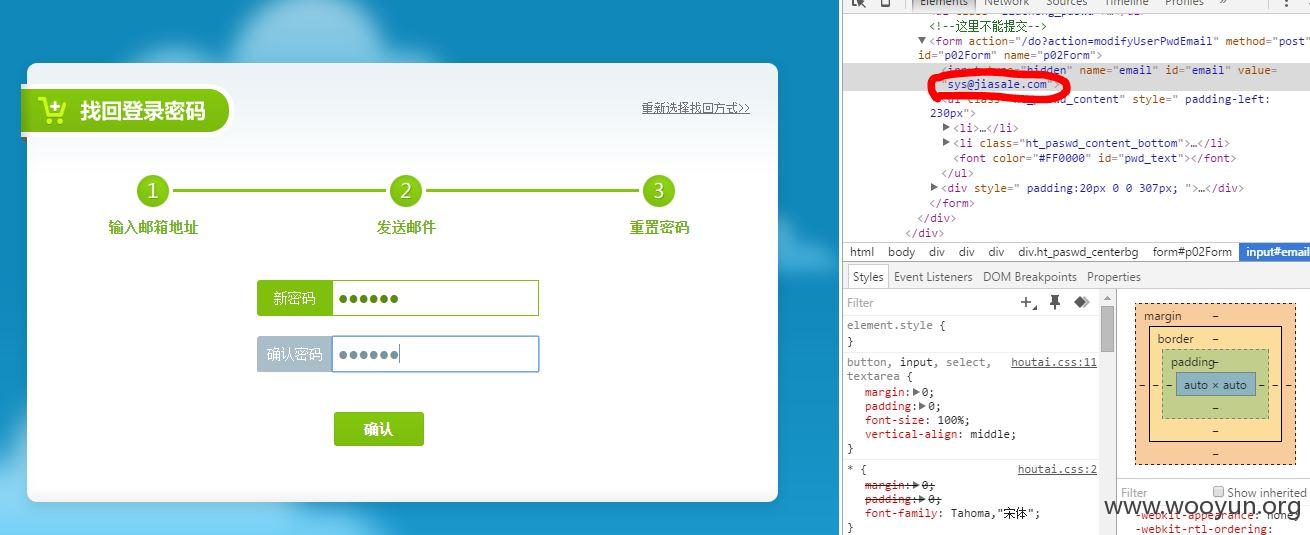 找回登录密码
重新选择找回方式>>
1
2
3
输入邮箱地址
发送邮件
重置密码
新密码
●●●●●●
确认密码
●●●●●●
确认
Elements Network Sources Timeline Profiles »
<!--这里不能提交-->
▼<form action="/do?action=modifyUserPwdEmail" method="post"
id="p02Form" name="p02Form">
"hidden" name="email" id="email" value=
"sys@jiasale.com"
class= padding-left:
230px">
▶<li>…</li>
▶<li class="ht_paswd_content_bottom">…</li>
<font color="#FF0000" id="pwd_text"></font>
</ul>
▶<div style=" padding:20px 0 0 307px; ">…</div>
</form>
</div>
</div>
html body div div div div.ht_paswd_centerbg form#p02Form input#email
Styles Event Listeners DOM Breakpoints Properties
Filter
element.style {
}
button, input, select, houtai.css:11
textarea {
margin:▶0;
padding:▶0;
font-size: 100%;
vertical-align: middle;
}
* { houtai.css:2
margin:▶0;
padding:▶0;
font-family: Tahoma,"宋体";
}
margin –
border –
padding –
– – – auto × auto – – –
–
–
–
Filter Show inherited
-webkit-appearance: none;
-webkit-rtl-ordering:
www.wooyun.org